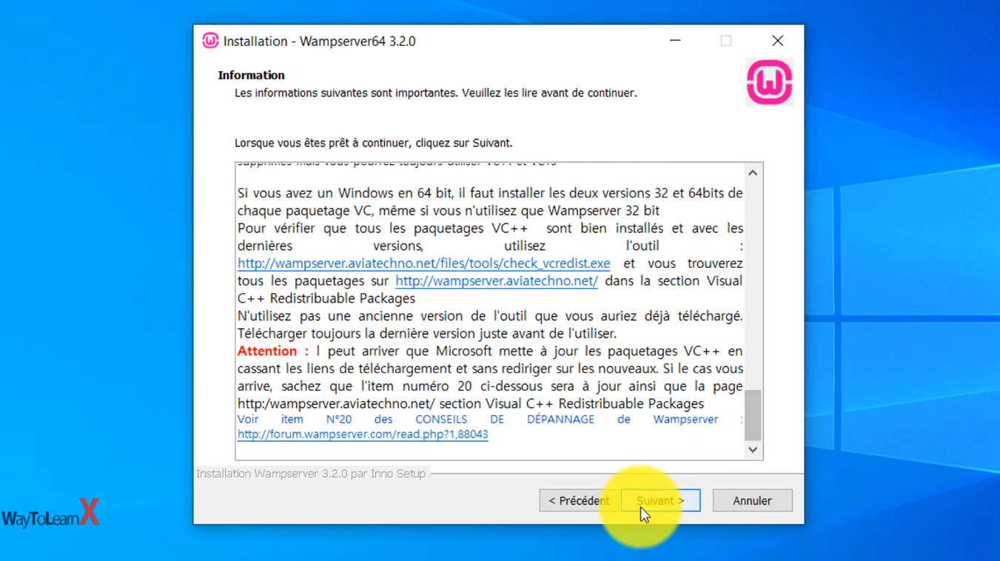 Installation - Wampserver64 3.2.0
Information
Les informations suivantes sont importantes. Veuillez les lire avant de continuer.
Lorsque vous êtes prêt à continuer, cliquez sur Suivant.
supprimés mais vous pourrez toujours utiliser VC11 et VC15
Si vous avez un Windows en 64 bit, il faut installer les deux versions 32 et 64bits de
chaque paquetage VC, même si vous n'utilisez que Wampserver 32 bit
Pour vérifier que tous les paquetages VC++ sont bien installés et avec les
dernières versions, utilisez l'outil :
http://wampserver.aviatechno.net/files/tools/check_vcredist.exe et vous trouverez
tous les paquetages sur http://wampserver.aviatechno.net/ dans la section Visual
C++ Redistribuable Packages
N'utilisez pas une ancienne version de l'outil que vous auriez déjà téléchargé.
Télécharger toujours la dernière version juste avant de l'utiliser.
Attention : l peut arriver que Microsoft mette à jour les paquetages VC++ en
cassant les liens de téléchargement et sans rediriger sur les nouveaux. Si le cas vous
arrive, sachez que l'item numéro 20 ci-dessous sera à jour ainsi que la page
http:/wampserver.aviatechno.net/ section Visual C++ Redistribuable Packages
Voir item N°20 des CONSEILS DE DÉPANNAGE de Wampserver :
http://forum.wampserver.com/read.php?1,88043
Installation Wampserver 3.2.0 par Inno Setup
< Précédent Suivant > Annuler
WayToLearnX